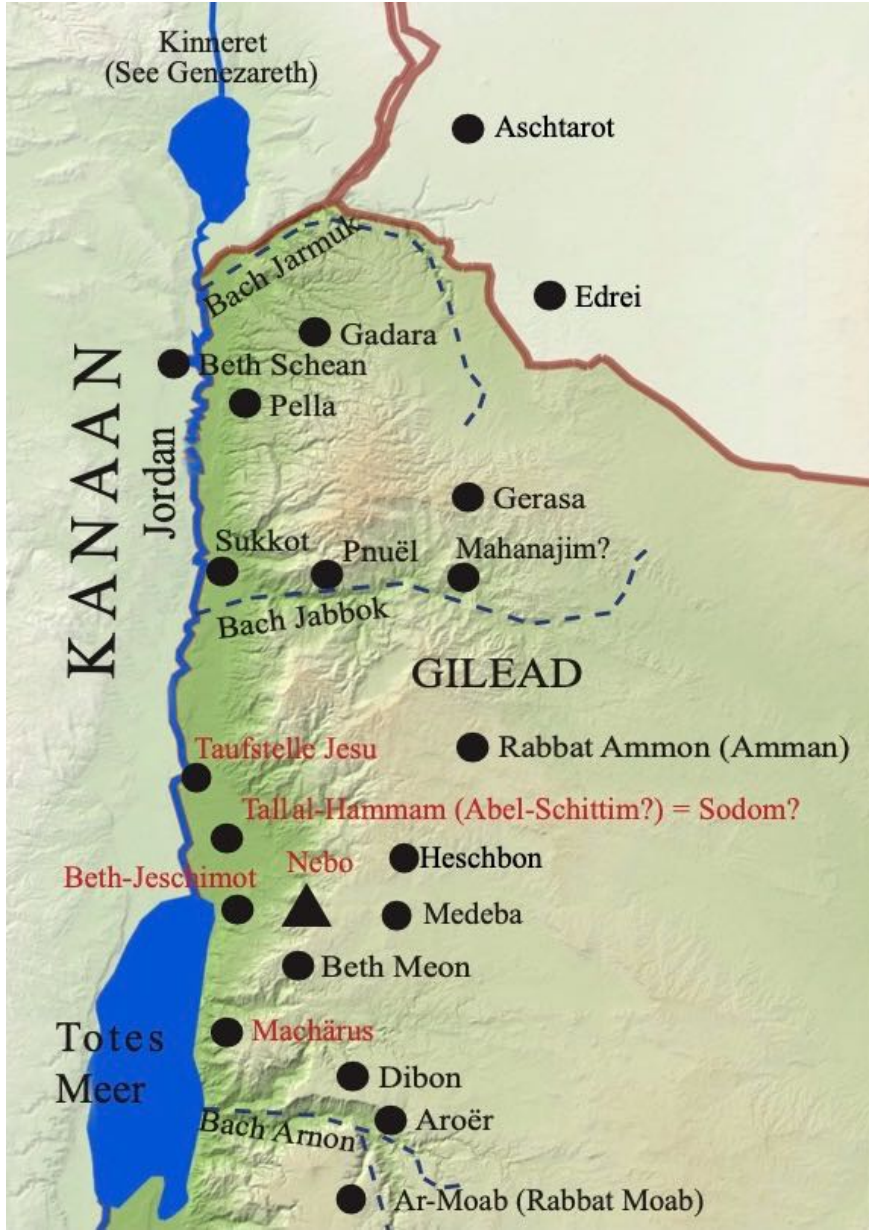 Kinneret
(See Genezareth)
Aschtarot
Bach Jarmuk
Edrei
Gadara
Beth Schean
Pella
KANAAN
Jordan
Gerasa
Sukkot
Pnuël
Mahanajim?
Bach Jabbok
GILEAD
Taufstelle Jesu
Rabbat Ammon (Amman)
Tall al-Hammam (Abel-Schittim?) = Sodom?
Nebo
Heschbon
Beth-Jeschimot
Medeba
Beth Meon
Totes
Meer
Machärus
Dibon
Bach Arnon
Aroër
Ar-Moab (Rabbat Moab)